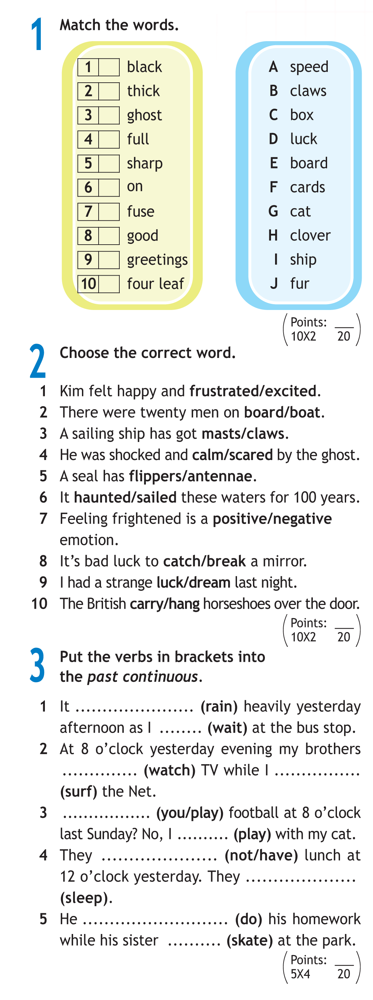 1 Match the words.
1 black A speed
2 thick B claws
3 ghost C box
4 full D luck
5 sharp E board
6 on F cards
7 fuse G cat
8 good H clover
9 greetings I ship
10 four leaf J fur
(Points: ___
10X2 20)
2 Choose the correct word.
1 Kim felt happy and frustrated/excited.
2 There were twenty men on board/boat.
3 A sailing ship has got masts/claws.
4 He was shocked and calm/scared by the ghost.
5 A seal has flippers/antennae.
6 It haunted/sailed these waters for 100 years.
7 Feeling frightened is a positive/negative
emotion.
8 It's bad luck to catch/break a mirror.
9 I had a strange luck/dream last night.
10 The British carry/hang horseshoes over the door.
(Points: ___
10X2 20)
3 Put the verbs in brackets into
the past continuous.
1 It ...................... (rain) heavily yesterday
afternoon as I ........ (wait) at the bus stop.
2 At 8 o'clock yesterday evening my brothers
.............. (watch) TV while I ................
(surf) the Net.
3 ................. (you/play) football at 8 o'clock
last Sunday? No, I .......... (play) with my cat.
4 They ..................... (not/have) lunch at
12 o'clock yesterday. They ....................
(sleep).
5 He ........................... (do) his homework
while his sister .......... (skate) at the park.
(Points: ___
5X4 20)